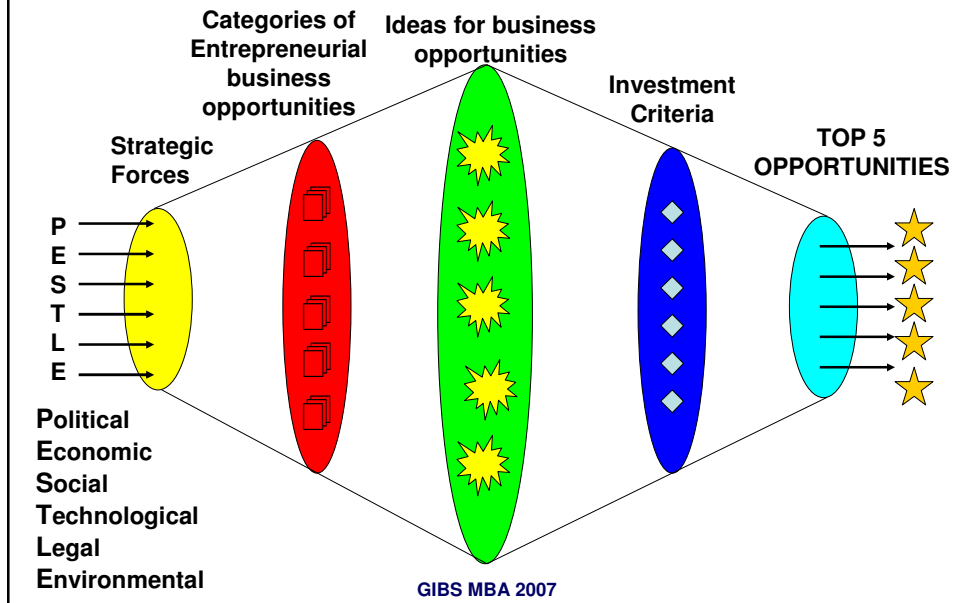 Categories of
Entrepreneurial
business
opportunities
Ideas for business
opportunities
Investment
Criteria
Strategic
Forces
TOP 5
OPPORTUNITIES
P
E
S
T
L
E
Political
Economic
Social
Technological
Legal
Environmental
GIBS MBA 2007